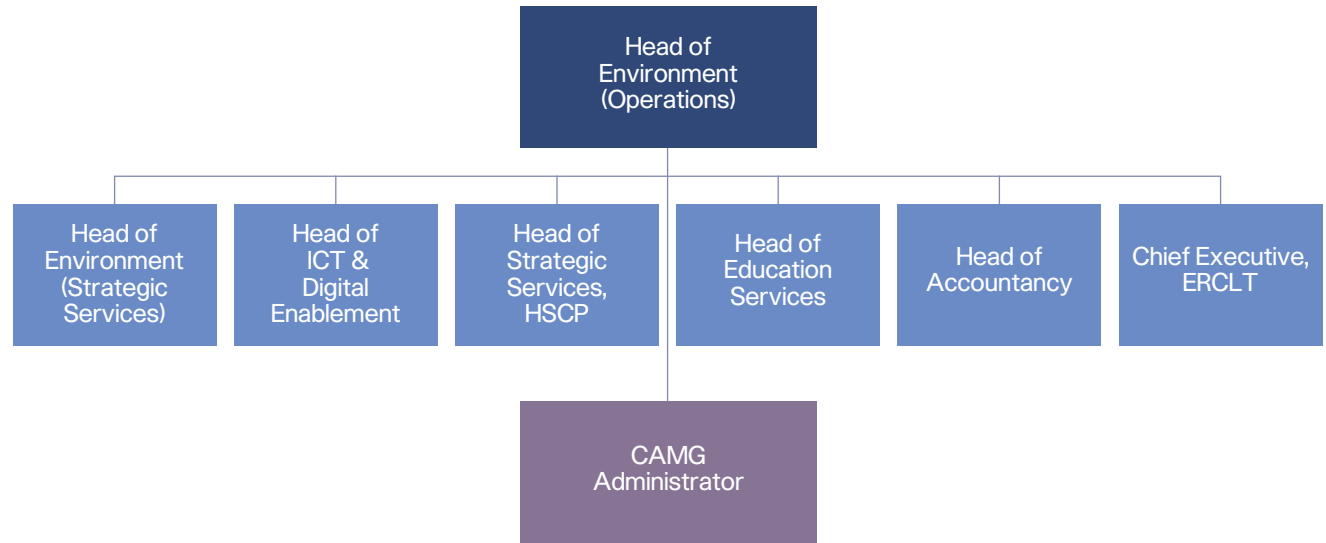 Head of
Environment
(Operations)
Head of
Environment
(Strategic
Services)
Head of
ICT &
Digital
Enablement
Head of
Strategic
Services,
HSCP
Head of
Education
Services
Head of
Accountancy
Chief Executive,
ERCLT
CAMG
Administrator